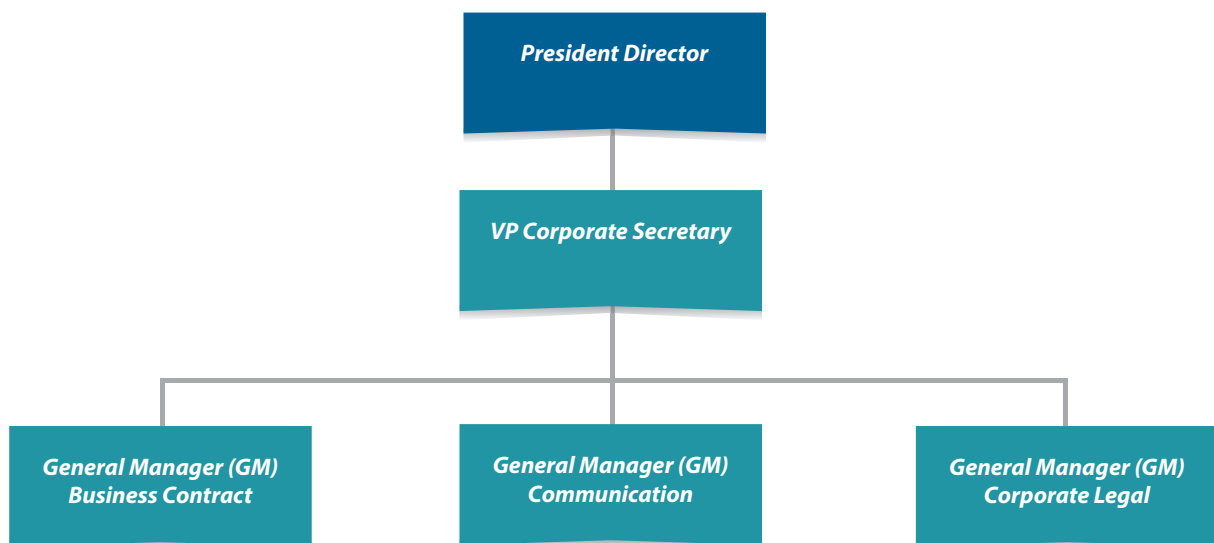 President Director
VP Corporate Secretary
General Manager (GM)
Business Contract
General Manager (GM)
Communication
General Manager (GM)
Corporate Legal